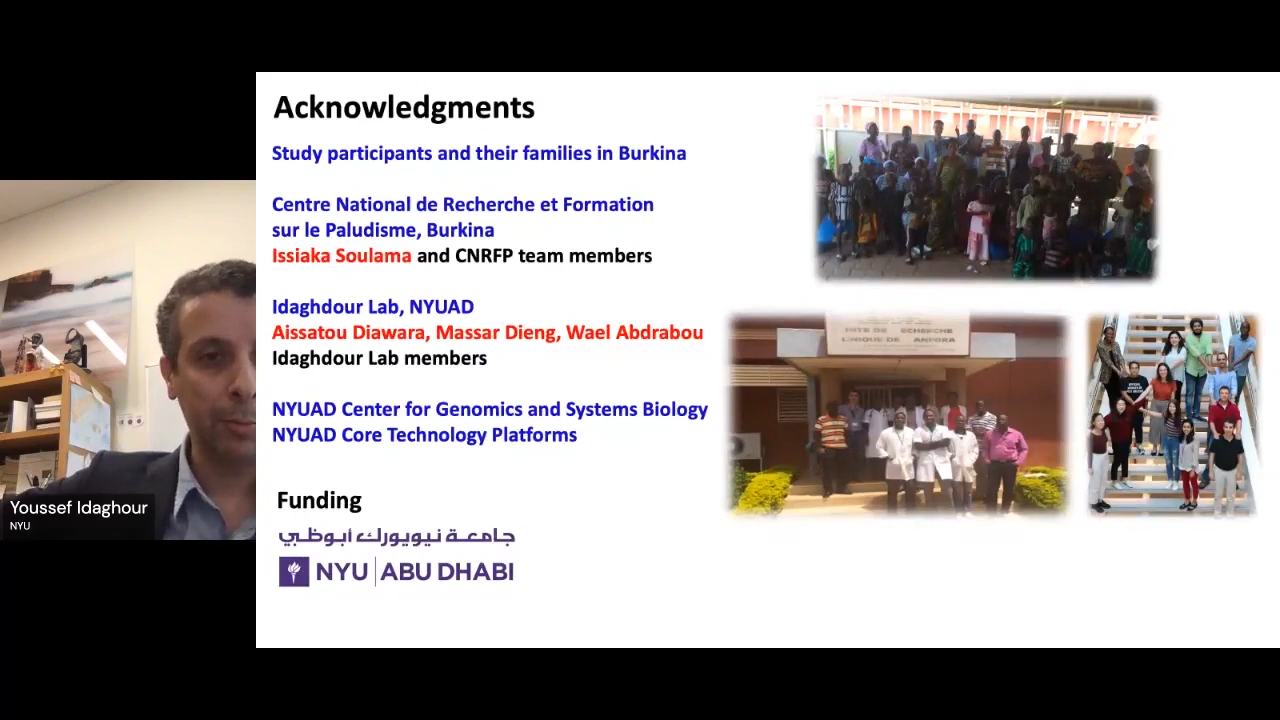 Acknowledgments
Study participants and their families in Burkina
Centre National de Recherche et Formation
sur le Paludisme, Burkina
Issiaka Soulama and CNRFP team members
Idaghdour Lab, NYUAD
Aissatou Diawara, Massar Dieng, Wael Abdrabou
Idaghdour Lab members
NYUAD Center for Genomics and Systems Biology
NYUAD Core Technology Platforms
Funding
جامعة نيويورك أبوظبي
NYU | ABU DHABI
Youssef Idaghour
NYU